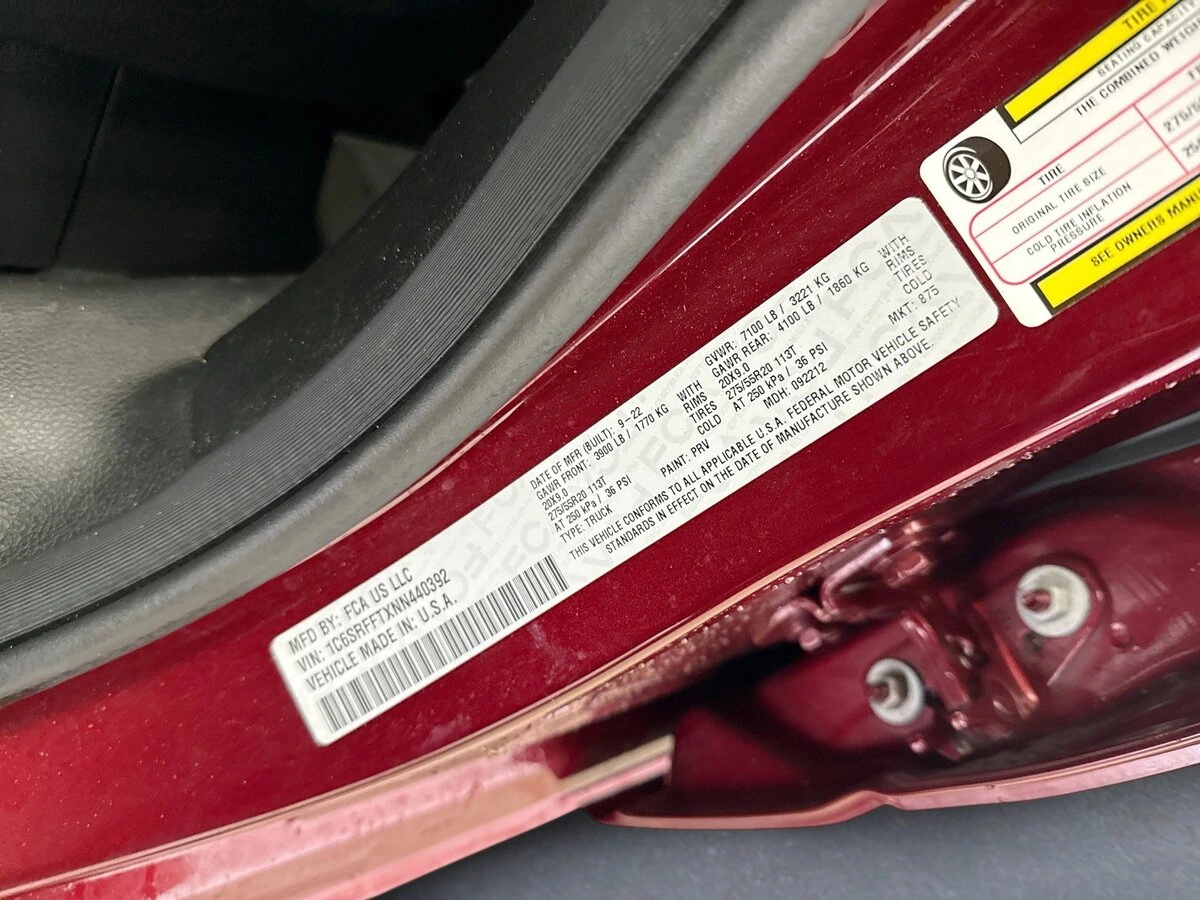 MFD BY: FCA US LLC
VIN: 1C6SRFFTXNN440392
VEHICLE MADE IN: U.S.A.
DATE OF MFR (BUILT): 9-22
GAWR FRONT: 3900 LB / 1770 KG WITH
20X9.0 RIMS
275/55R20 113T TIRES
AT 250 kPa / 36 PSI COLD
TYPE: TRUCK PAINT: PRV
GVWR: 7100 LB / 3221 KG
GAWR REAR: 4100 LB / 1860 KG WITH
20X9.0 RIMS
275/55R20 113T TIRES
AT 250 kPa / 36 PSI COLD
MDH: 092212 MKT: 875
THIS VEHICLE CONFORMS TO ALL APPLICABLE U.S.A. FEDERAL MOTOR VEHICLE SAFETY
STANDARDS IN EFFECT ON THE DATE OF MANUFACTURE SHOWN ABOVE.
TIRE
SEATING
THE COMBINED
TIRE
ORIGINAL TIRE SIZE
COLD TIRE INFLATION
PRESSURE
SEE OWNERS